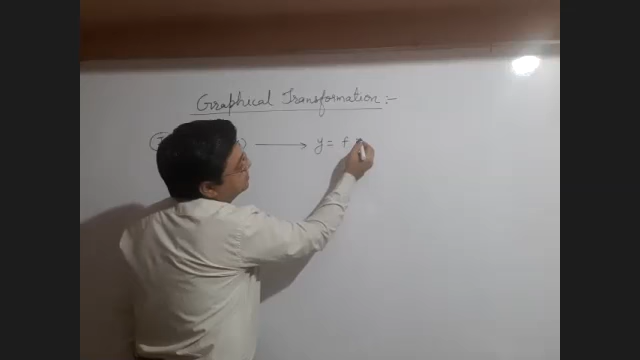 Graphical Transformation :-
) ⟶ y = f